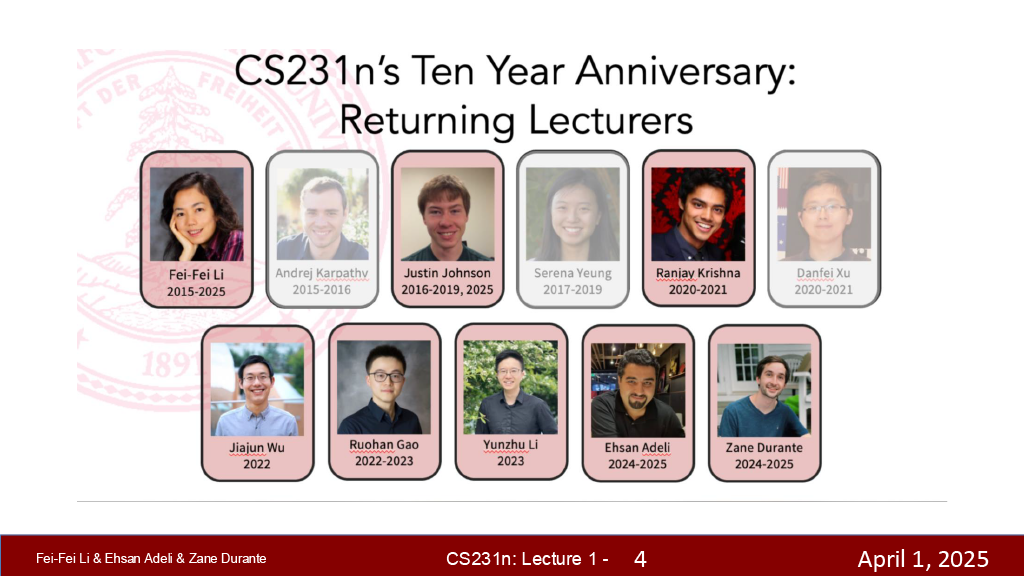 CS231n's Ten Year Anniversary:
Returning Lecturers
Fei-Fei Li
2015-2025
Andrej Karpathy
2015-2016
Justin Johnson
2016-2019, 2025
Serena Yeung
2017-2019
Ranjay Krishna
2020-2021
Danfei Xu
2020-2021
1891
Jiajun Wu
2022
Ruohan Gao
2022-2023
Yunzhu Li
2023
Ehsan Adeli
2024-2025
Zane Durante
2024-2025
Fei-Fei Li & Ehsan Adeli & Zane Durante
CS231n: Lecture 1 - 4
April 1, 2025